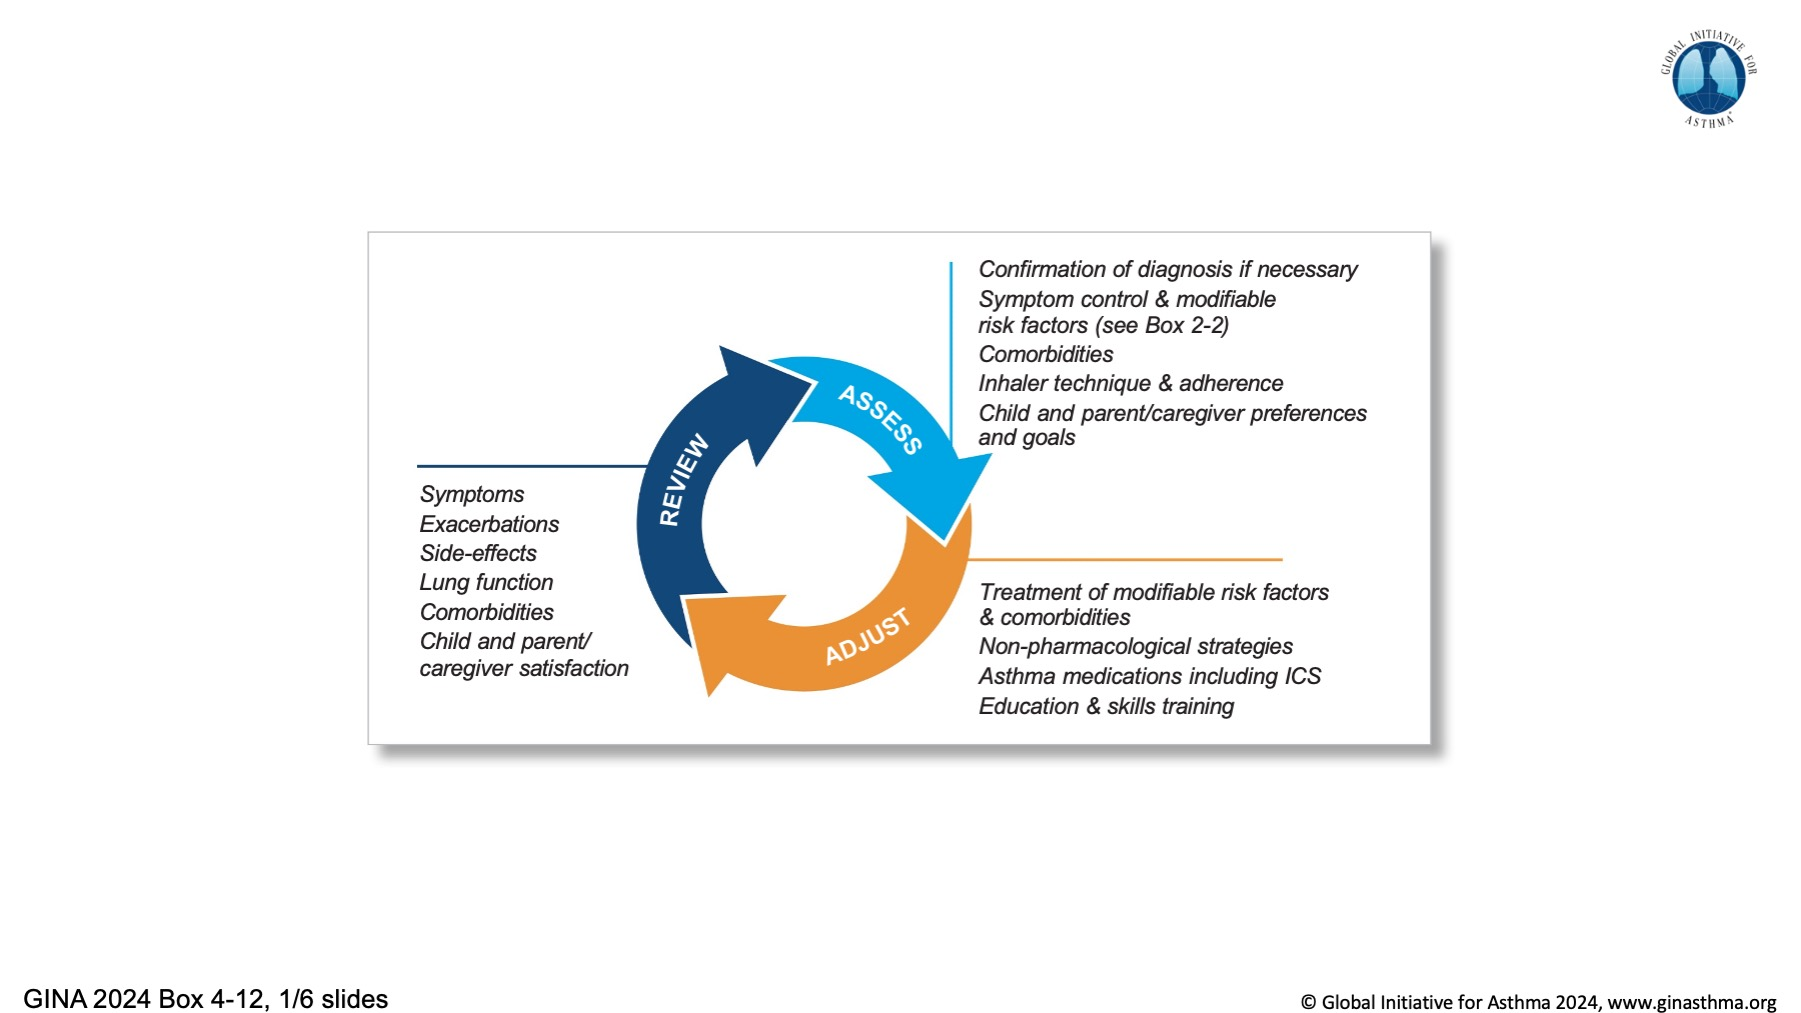 GLOBAL INITIATIVE FOR
ASTHMA
Confirmation of diagnosis if necessary
Symptom control & modifiable
risk factors (see Box 2-2)
Comorbidities
Inhaler technique & adherence
Child and parent/caregiver preferences
and goals
ASSESS
REVIEW
Symptoms
Exacerbations
Side-effects
Lung function
Comorbidities
Child and parent/
caregiver satisfaction
ADJUST
Treatment of modifiable risk factors
& comorbidities
Non-pharmacological strategies
Asthma medications including ICS
Education & skills training
GINA 2024 Box 4-12, 1/6 slides
© Global Initiative for Asthma 2024, www.ginasthma.org